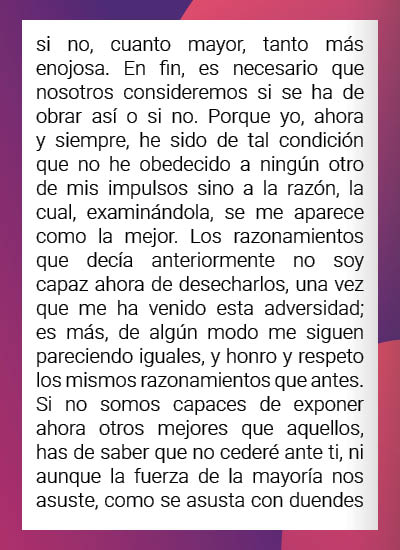 si no, cuanto mayor, tanto más
enojosa. En fin, es necesario que
nosotros consideremos si se ha de
obrar así o si no. Porque yo, ahora
y siempre, he sido de tal condición
que no he obedecido a ningún otro
de mis impulsos sino a la razón, la
cual, examinándola, se me aparece
como la mejor. Los razonamientos
que decía anteriormente no soy
capaz ahora de desecharlos, una vez
que me ha venido esta adversidad;
es más, de algún modo me siguen
pareciendo iguales, y honro y respeto
los mismos razonamientos que antes.
Si no somos capaces de exponer
ahora otros mejores que aquellos,
has de saber que no cederé ante ti, ni
aunque la fuerza de la mayoría nos
asuste, como se asusta con duendes